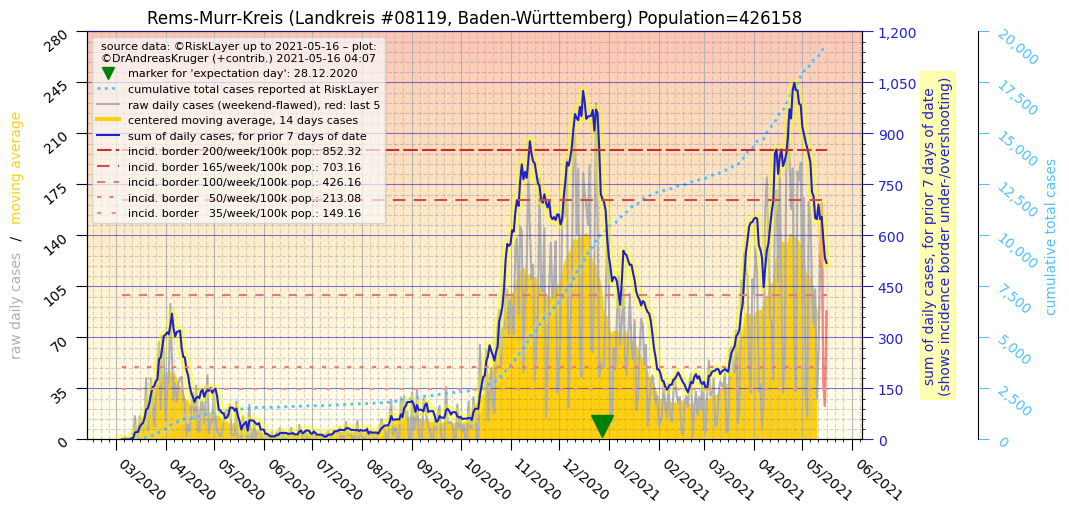 Rems-Murr-Kreis (Landkreis #08119, Baden-Württemberg) Population=426158
source data: ©RiskLayer up to 2021-05-16 – plot:
©DrAndreasKruger (+contrib.) 2021-05-16 04:07
marker for 'expectation day': 28.12.2020
cumulative total cases reported at RiskLayer
raw daily cases (weekend-flawed), red: last 5
centered moving average, 14 days cases
sum of daily cases, for prior 7 days of date
incid. border 200/week/100k pop.: 852.32
incid. border 165/week/100k pop.: 703.16
incid. border 100/week/100k pop.: 426.16
incid. border 50/week/100k pop.: 213.08
incid. border 35/week/100k pop.: 149.16
raw daily cases / moving average
280
245
210
175
140
105
70
35
0
03/2020
04/2020
05/2020
06/2020
07/2020
08/2020
09/2020
10/2020
11/2020
12/2020
01/2021
02/2021
03/2021
04/2021
05/2021
06/2021
1,200
1,050
900
750
600
450
300
150
0
sum of daily cases, for prior 7 days of date
(shows incidence border under-/overshooting)
20,000
17,500
15,000
12,500
10,000
7,500
5,000
2,500
0
cumulative total cases